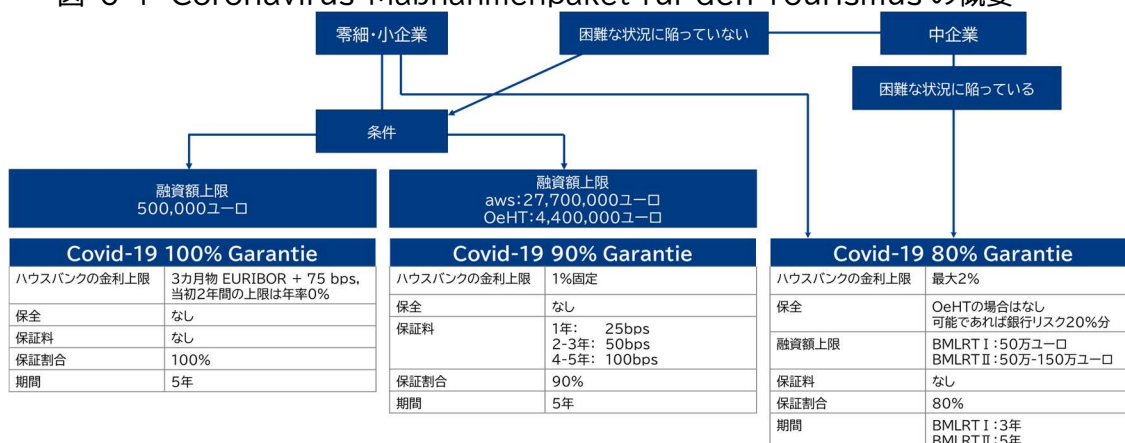 図 6-1 Coronavirus-Maßnahmenpaket für den Tourismus の概要
零細・小企業
困難な状況に陥っていない
中企業
困難な状況に陥っている
条件
融資額上限
500,000ユーロ
融資額上限
aws:27,700,000ユーロ
OeHT:4,400,000ユーロ
Covid-19 100% Garantie
ハウスバンクの金利上限 3カ月物 EURIBOR + 75 bps,
当初2年間の上限は年率0%
保全 なし
保証料 なし
保証割合 100%
期間 5年
Covid-19 90% Garantie
ハウスバンクの金利上限 1%固定
保全 なし
保証料 1年: 25bps
2-3年: 50bps
4-5年: 100bps
保証割合 90%
期間 5年
Covid-19 80% Garantie
ハウスバンクの金利上限 最大2%
保全 OeHTの場合はなし
可能であれば銀行リスク20%分
融資額上限 BMLRTⅠ:50万ユーロ
BMLRTⅡ:50万-150万ユーロ
保証料 なし
保証割合 80%
期間 BMLRTⅠ:3年
BMLRTⅡ:5年